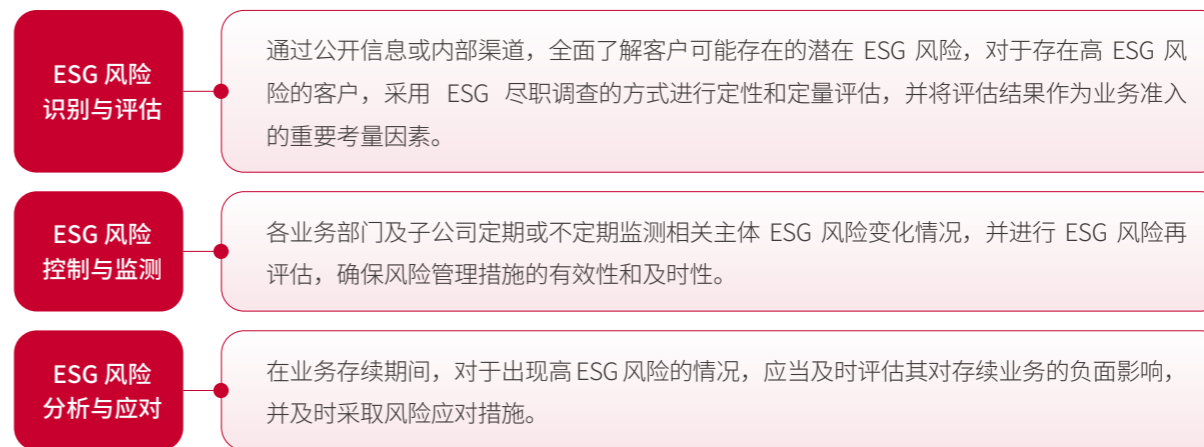 ESG 风险
识别与评估
通过公开信息或内部渠道，全面了解客户可能存在的潜在 ESG 风险，对于存在高 ESG 风
险的客户，采用 ESG 尽职调查的方式进行定性和定量评估，并将评估结果作为业务准入
的重要考量因素。
ESG 风险
控制与监测
各业务部门及子公司定期或不定期监测相关主体 ESG 风险变化情况，并进行 ESG 风险再
评估，确保风险管理措施的有效性和及时性。
ESG 风险
分析与应对
在业务存续期间，对于出现高 ESG 风险的情况，应当及时评估其对存续业务的负面影响，
并及时采取风险应对措施。